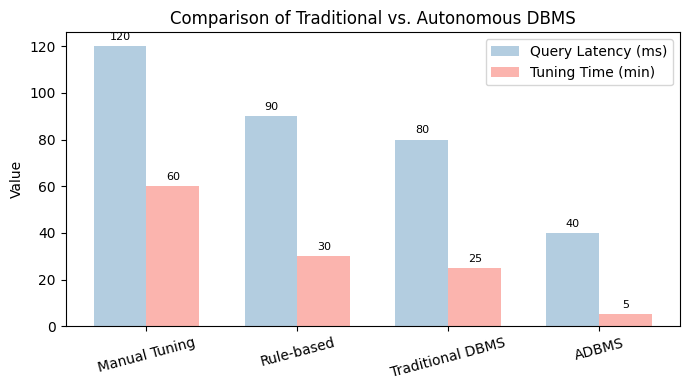 Comparison of Traditional vs. Autonomous DBMS
Query Latency (ms)
Tuning Time (min)
Value
120
100
80
60
40
20
0
120
60
90
30
80
25
40
5
Manual Tuning
Rule-based
Traditional DBMS
ADBMS